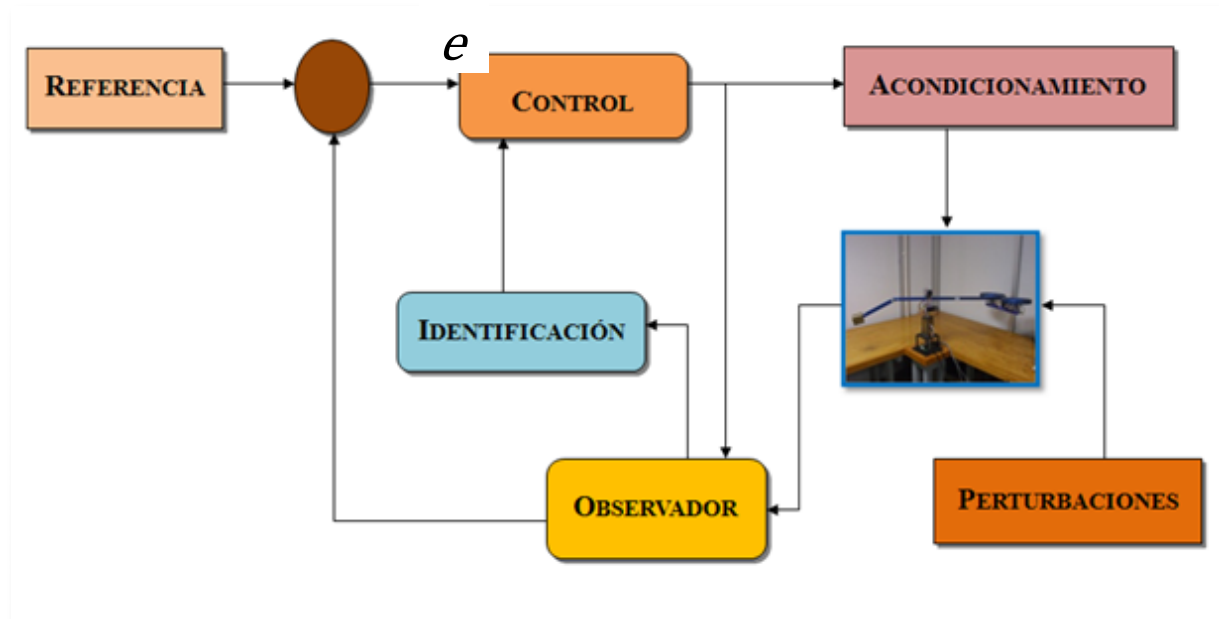 e
REFERENCIA
CONTROL
ACONDICIONAMIENTO
IDENTIFICACIÓN
OBSERVADOR
PERTURBACIONES